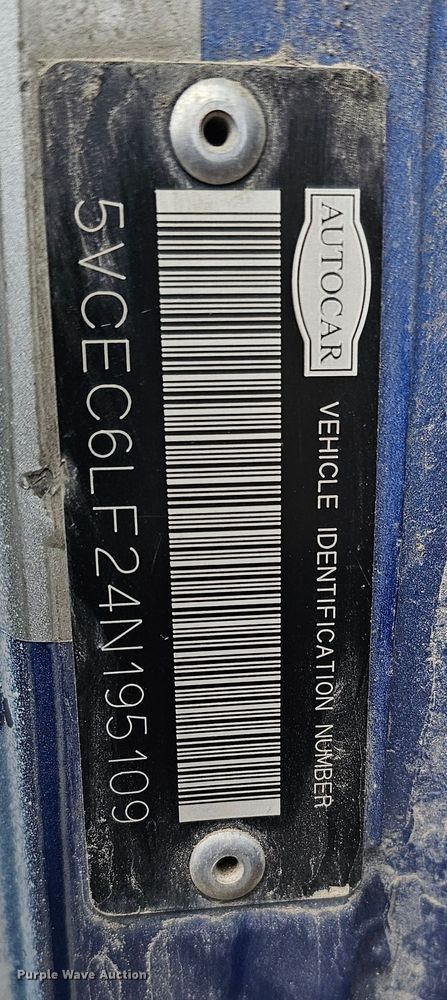 AUTOCAR
VEHICLE IDENTIFICATION NUMBER
5VCEC6LF24N195109
Purple Wave Auction